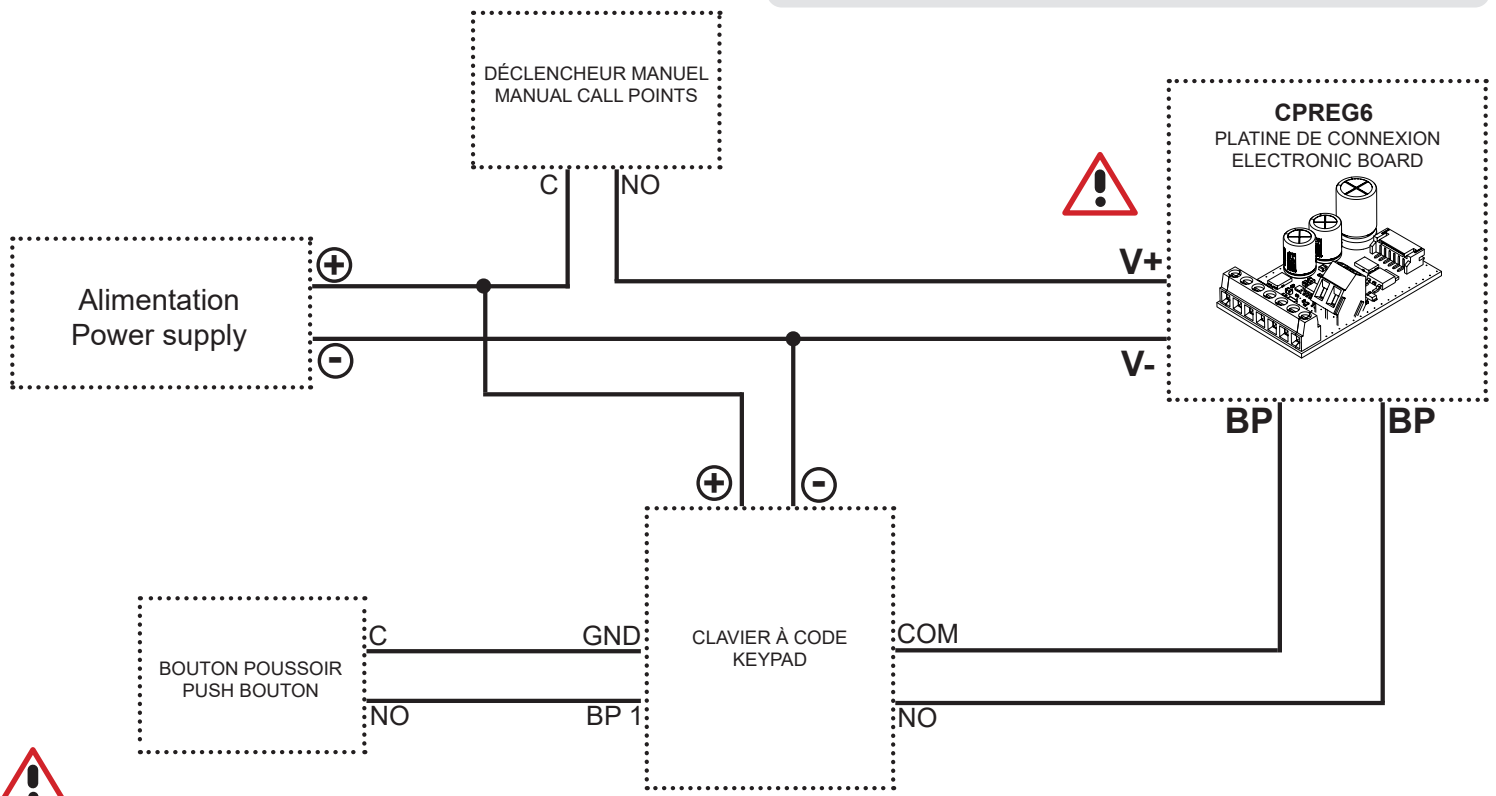 DÉCLENCHEUR MANUEL
MANUAL CALL POINTS
C
NO
CPREG6
PLATINE DE CONNEXION
ELECTRONIC BOARD
Alimentation
Power supply
+
-
V+
V-
BP
BP
+
-
BOUTON POUSSOIR
PUSH BOUTON
C
NO
GND
BP 1
CLAVIER À CODE
KEYPAD
COM
NO